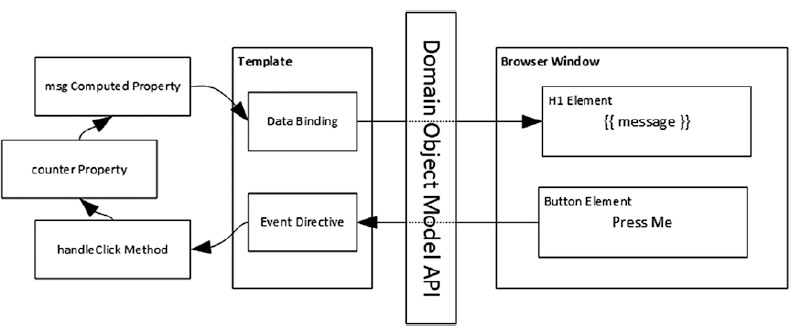 msg Computed Property
counter Property
handleClick Method
Template
Data Binding
Event Directive
Domain Object Model API
Browser Window
H1 Element
{{ message }}
Button Element
Press Me